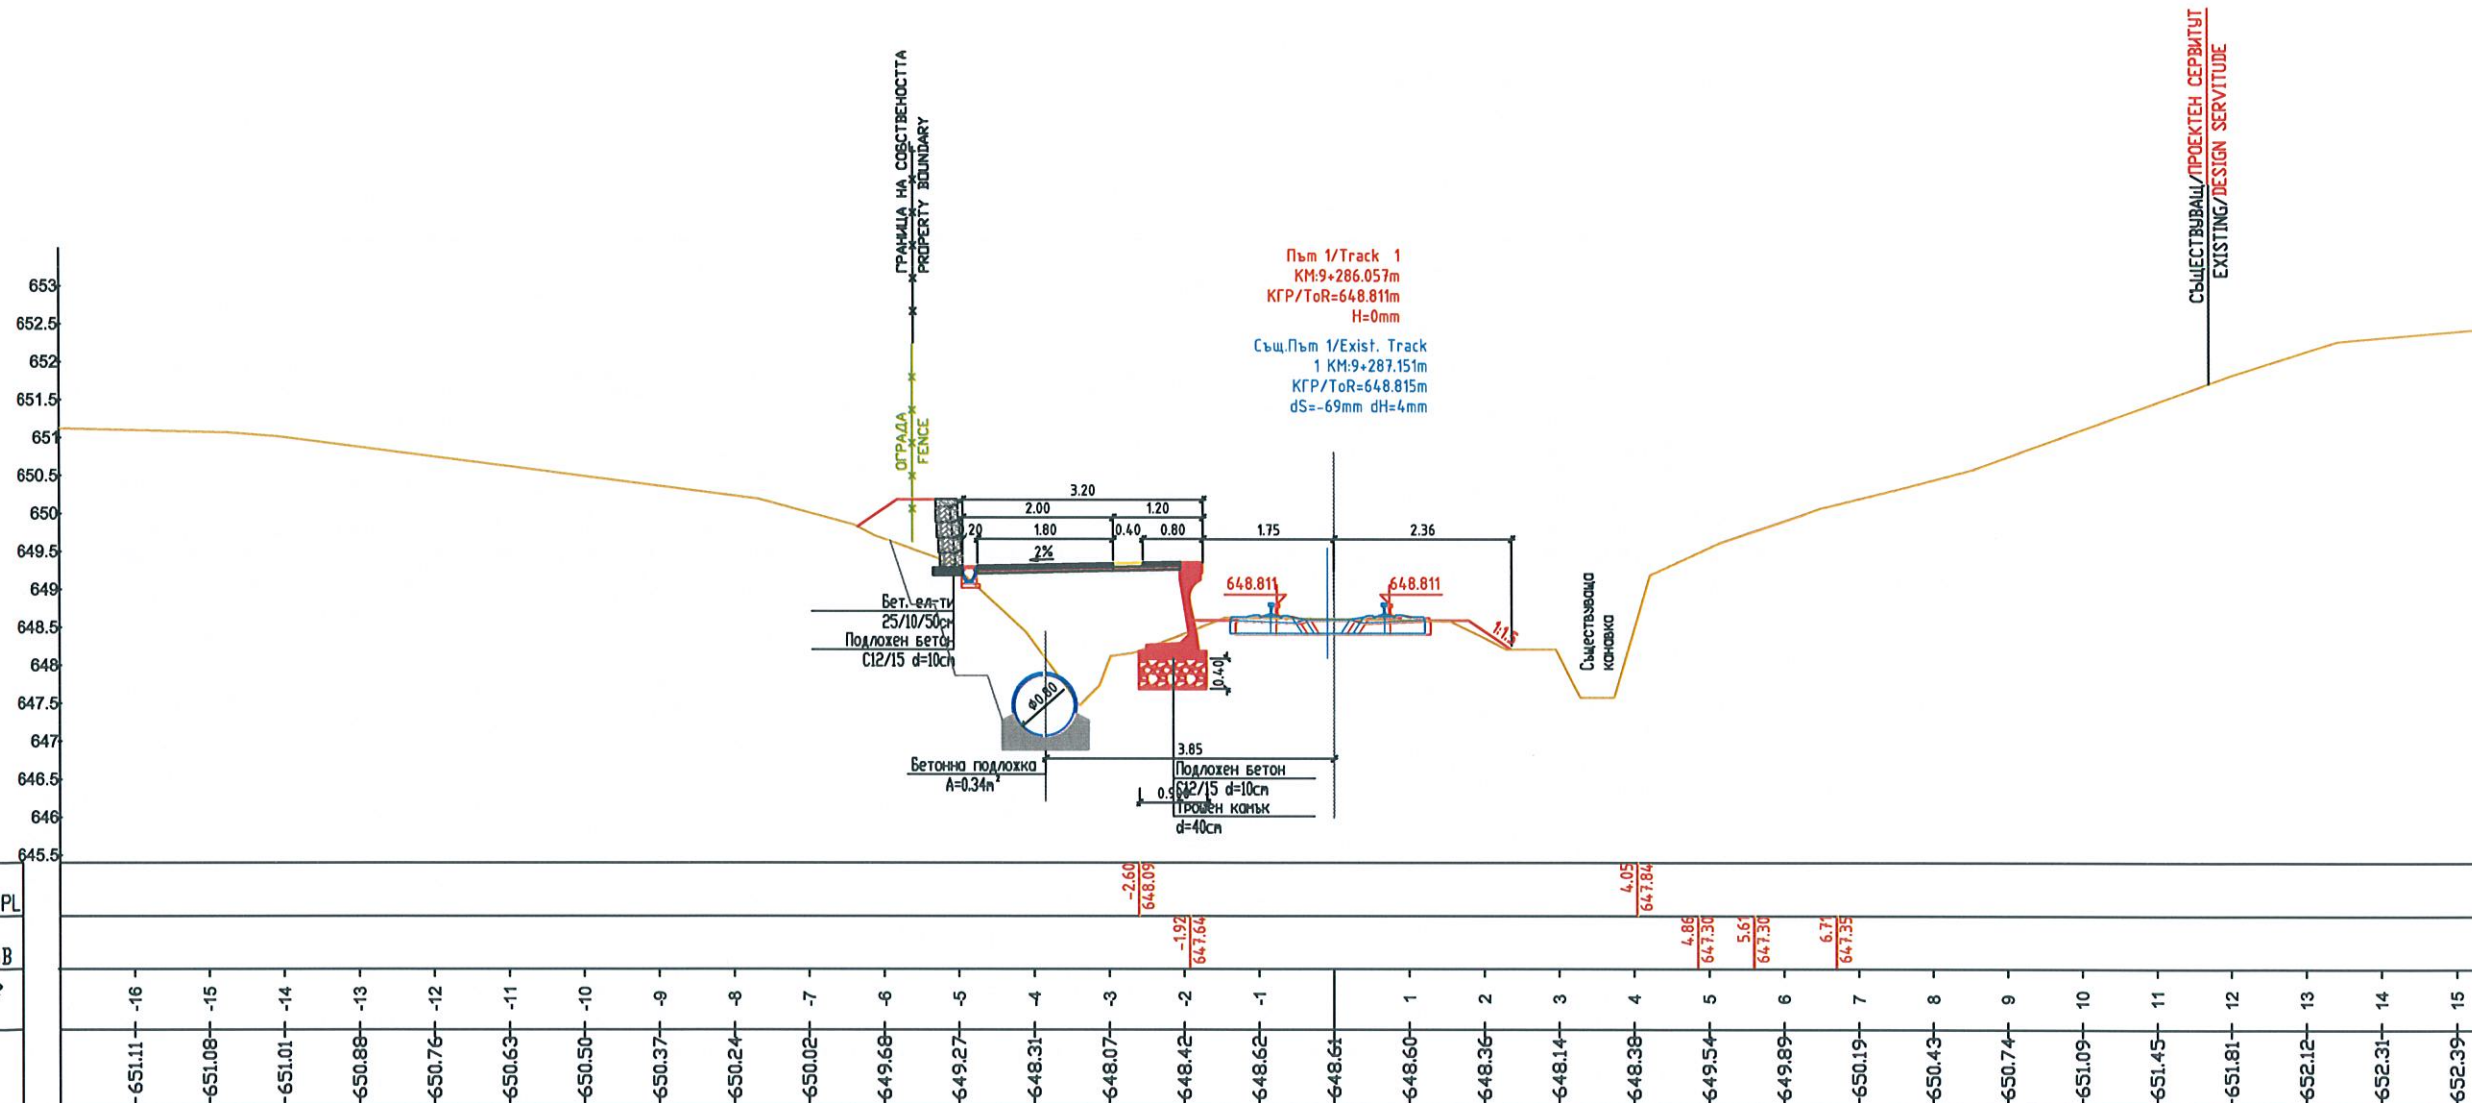 ГРАНИЦА НА СОБСТВЕНОСТТА
PROPERTY BOUNDARY
СЪЩЕСТВУВАЩ/ПРОЕКТЕН СЕРВИТУТ
EXISTING/DESIGN SERVITUDE
Път 1/Track 1
КМ:9+286.057m
КГР/ToR=648.811m
H=0mm
Същ.Път 1/Exist. Track
1 КМ:9+287.151m
КГР/ToR=648.815m
dS=-69mm dH=4mm
ОГРАДА
FENCE
653
652.5
652
651.5
651
650.5
650
649.5
649
648.5
648
647.5
647
646.5
646
645.5
3.20
2.00 1.20
.20 1.80 0.40 0.80 1.75 2.36
2%
648.811 648.811
1:1.5
Съществуваща
канавка
Бет. ел-ти
25/10/50см
Подложен бетон
C12/15 d=10cm
0.40
Ø0.80
3.85
Бетонна подложка
A=0.34m²
Подложен бетон
C12/15 d=10cm
Трошен камък
d=40cm
PL
-2.60 648.09
4.05 647.84
B
-1.92 647.64
4.86 647.30
5.61 647.30
6.71 647.35
-16 -15 -14 -13 -12 -11 -10 -9 -8 -7 -6 -5 -4 -3 -2 -1 1 2 3 4 5 6 7 8 9 10 11 12 13 14 15
651.11 651.08 651.01 650.88 650.76 650.63 650.50 650.37 650.24 650.02 649.68 649.27 648.31 648.07 648.42 648.62 648.61 648.60 648.36 648.14 648.38 649.54 649.89 650.19 650.43 650.74 651.09 651.45 651.81 652.12 652.31 652.39